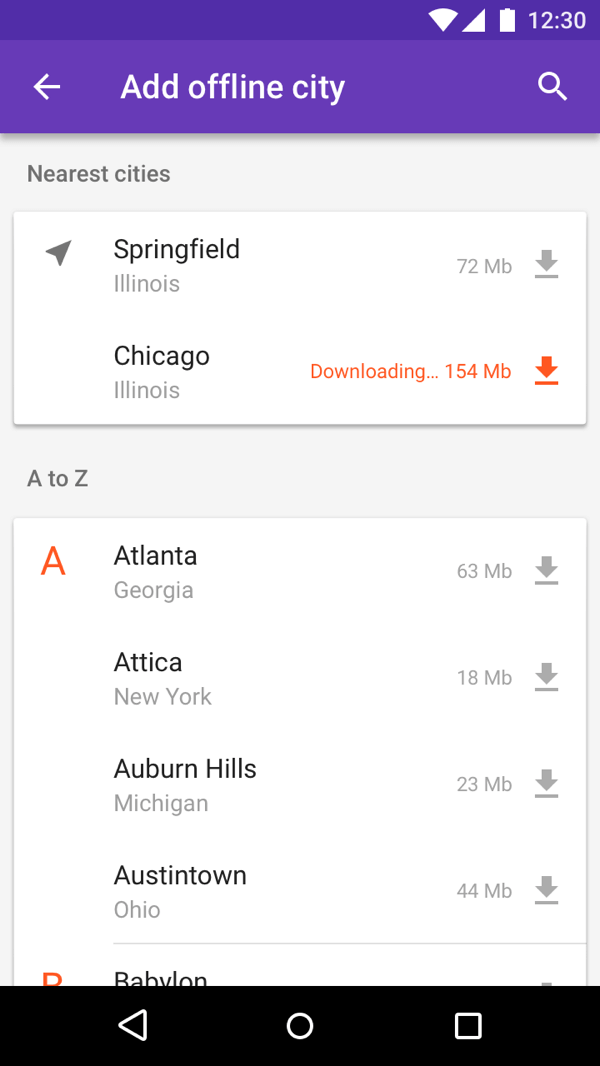 12:30
Add offline city
Nearest cities
Springfield
Illinois
72 Mb
Chicago
Illinois
Downloading... 154 Mb
A to Z
A
Atlanta
Georgia
63 Mb
Attica
New York
18 Mb
Auburn Hills
Michigan
23 Mb
Austintown
Ohio
44 Mb
B
Babylon